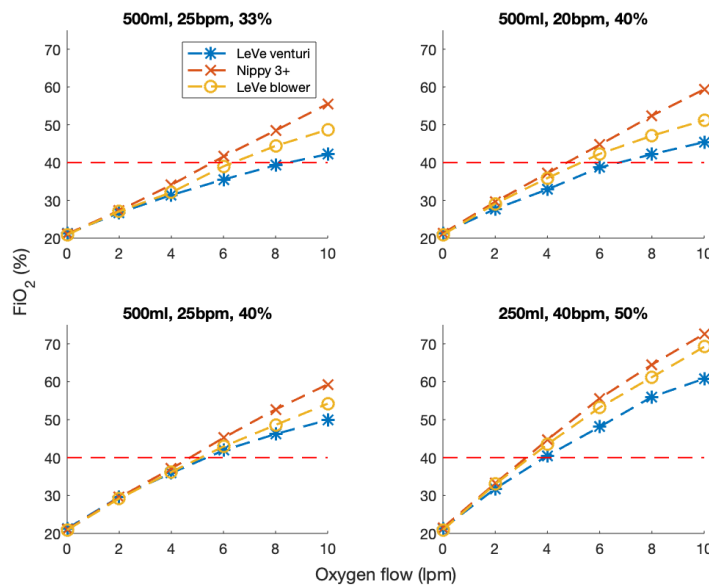 500ml, 25bpm, 33%
500ml, 20bpm, 40%
LeVe venturi
Nippy 3+
LeVe blower
70
60
50
40
30
20
0 2 4 6 8 10
70
60
50
40
30
20
0 2 4 6 8 10
FiO2 (%)
500ml, 25bpm, 40%
250ml, 40bpm, 50%
70
60
50
40
30
20
0 2 4 6 8 10
70
60
50
40
30
20
0 2 4 6 8 10
Oxygen flow (lpm)